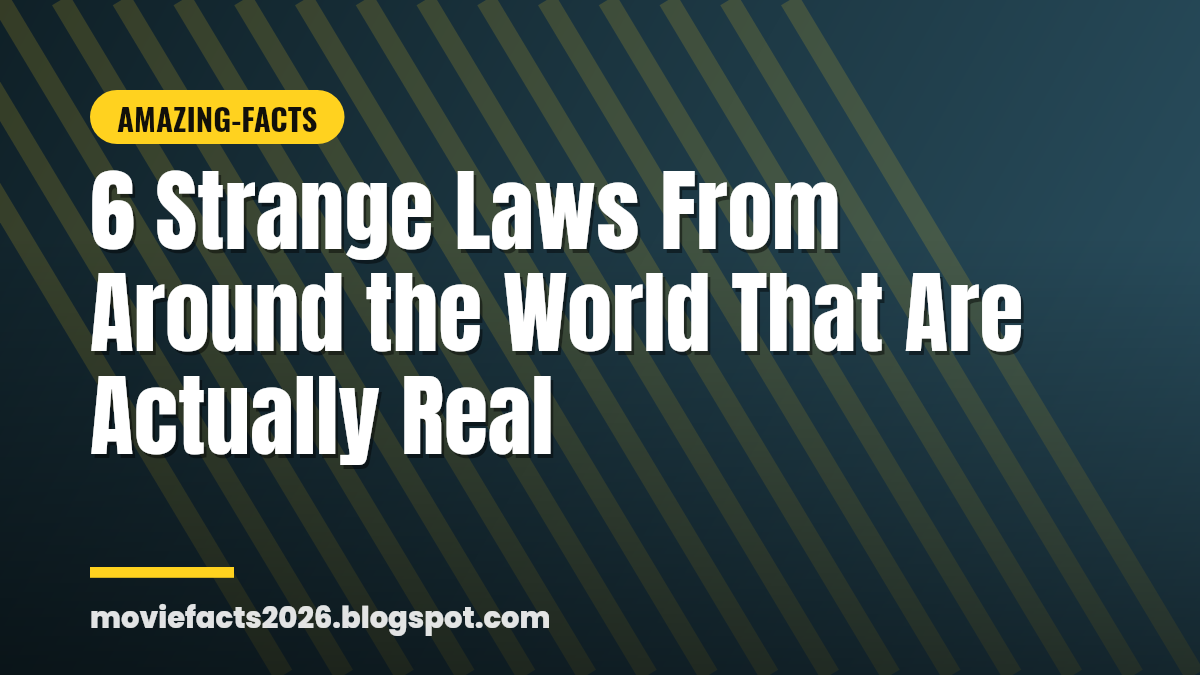 AMAZING-FACTS
6 Strange Laws From
Around the World That Are
Actually Real
moviefacts2026.blogspot.com